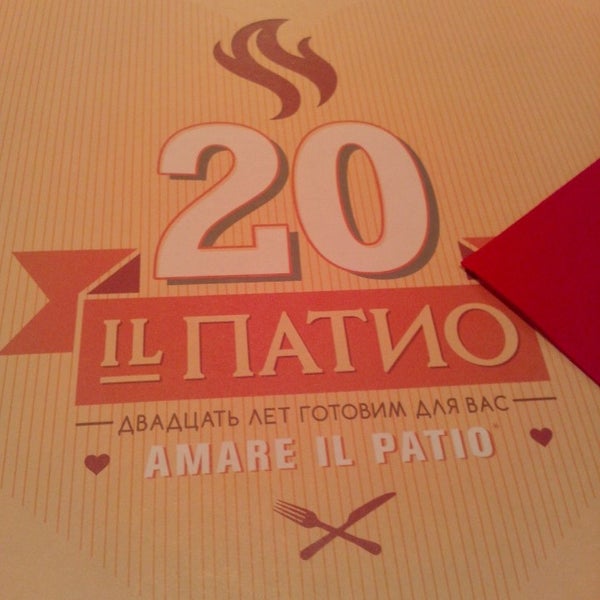 20
IL ПАТИО
ДВАДЦАТЬ ЛЕТ ГОТОВИМ ДЛЯ ВАС
AMARE IL PATIO